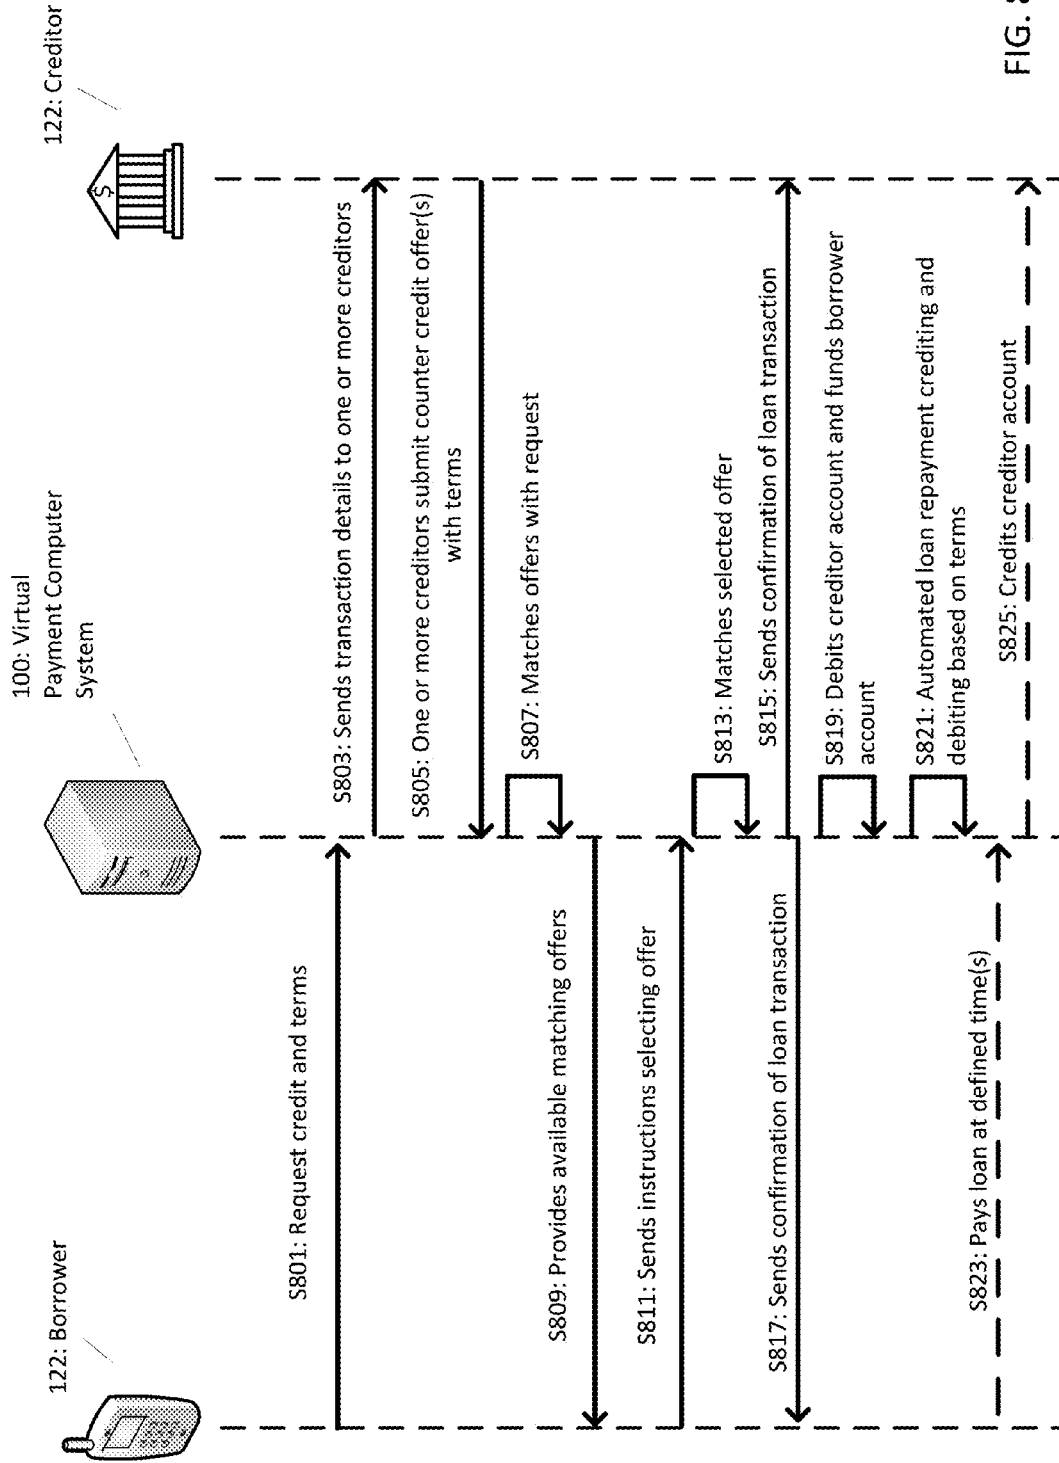 122: Borrower
100: Virtual
Payment Computer
System
122: Creditor
S801: Request credit and terms
S803: Sends transaction details to one or more creditors
S805: One or more creditors submit counter credit offer(s)
with terms
S807: Matches offers with request
S809: Provides available matching offers
S811: Sends instructions selecting offer
S813: Matches selected offer
S815: Sends confirmation of loan transaction
S817: Sends confirmation of loan transaction
S819: Debits creditor account and funds borrower
account
S821: Automated loan repayment crediting and
debiting based on terms
S823: Pays loan at defined time(s)
S825: Credits creditor account
$
FIG.